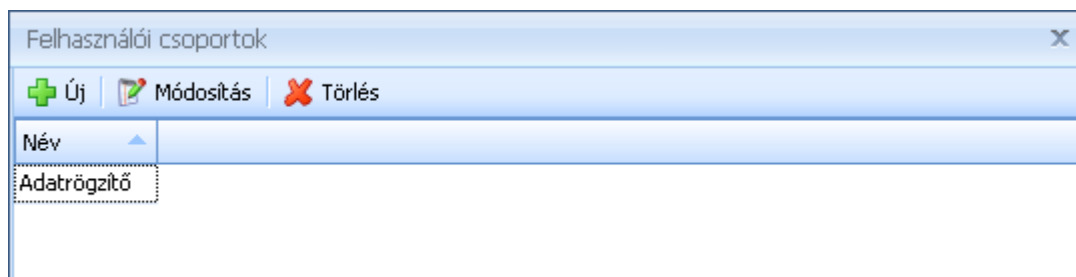 Felhasználói csoportok
Új Módosítás Törlés
Név
Adatrögzítő